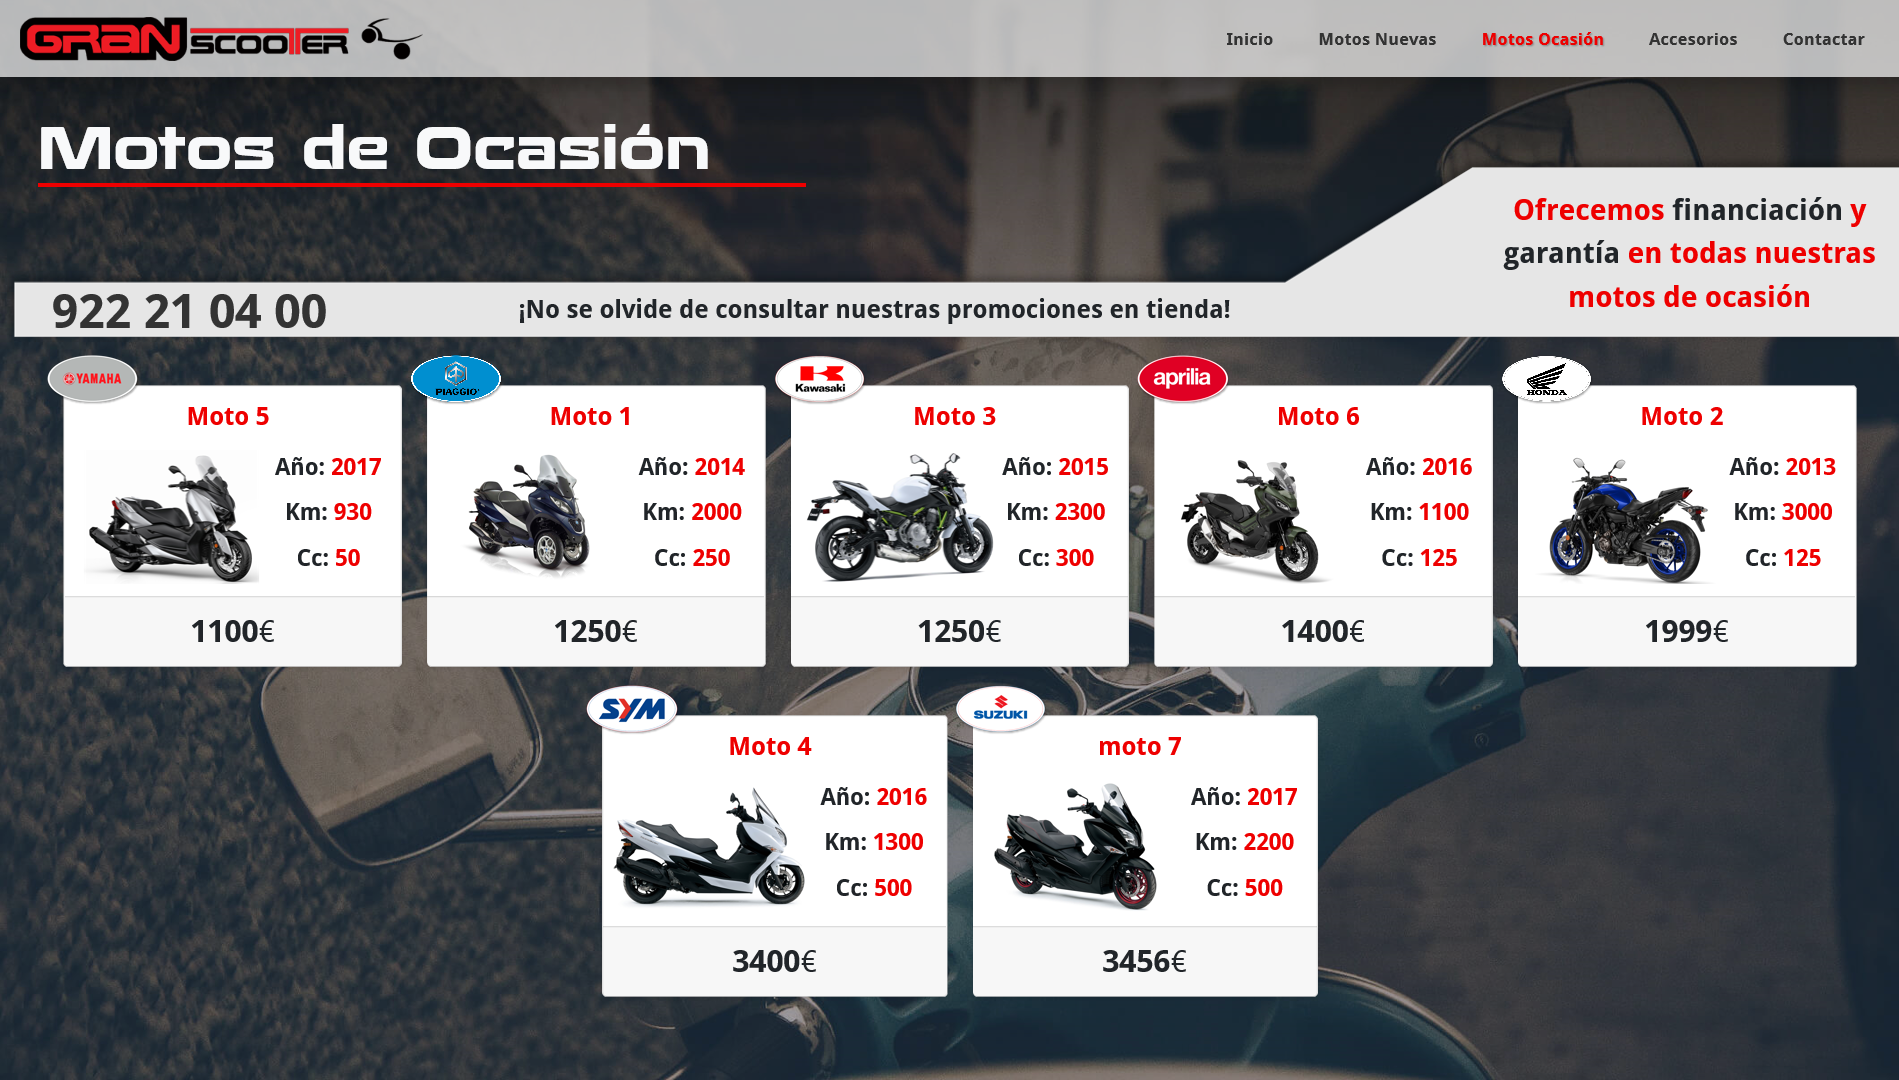 GRAN SCOOTER
Inicio
Motos Nuevas
Motos Ocasión
Accesorios
Contactar
Motos de Ocasión
Ofrecemos financiación y
garantía en todas nuestras
motos de ocasión
922 21 04 00
¡No se olvide de consultar nuestras promociones en tienda!
YAMAHA
Moto 5
Año: 2017
Km: 930
Cc: 50
1100€
PIAGGIO
Moto 1
Año: 2014
Km: 2000
Cc: 250
1250€
Kawasaki
Moto 3
Año: 2015
Km: 2300
Cc: 300
1250€
aprilia
Moto 6
Año: 2016
Km: 1100
Cc: 125
1400€
HONDA
Moto 2
Año: 2013
Km: 3000
Cc: 125
1999€
SYM
Moto 4
Año: 2016
Km: 1300
Cc: 500
3400€
SUZUKI
moto 7
Año: 2017
Km: 2200
Cc: 500
3456€